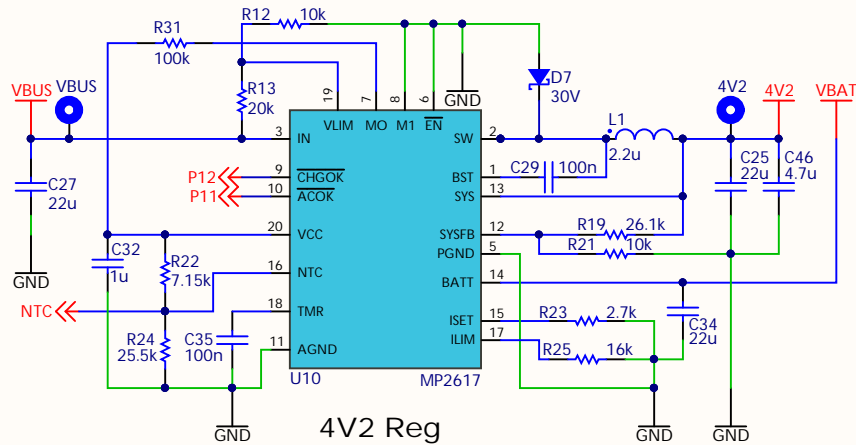 R12 10k
R31
100k
VBUS VBUS
R13
20k
19 7 8 6
VLIM MO M1 EN
GND
D7
30V
4V2 4V2 VBAT
L1
2.2u
3 IN
SW 2
C27
22u
P12 9 CHGOK
P11 10 ACOK
BST 1
C29 100n
SYS 13
C25
22u
C46
4.7u
20 VCC
C32
1u
R22
7.15k
SYSFB 12
R19 26.1k
R21 10k
PGND 5
GND
16 NTC
BATT 14
NTC
18 TMR
R24
25.5k
C35
100n
ISET 15
R23 2.7k
ILIM 17
R25 16k
C34
22u
11 AGND
U10 MP2617
GND
GND
GND
4V2 Reg